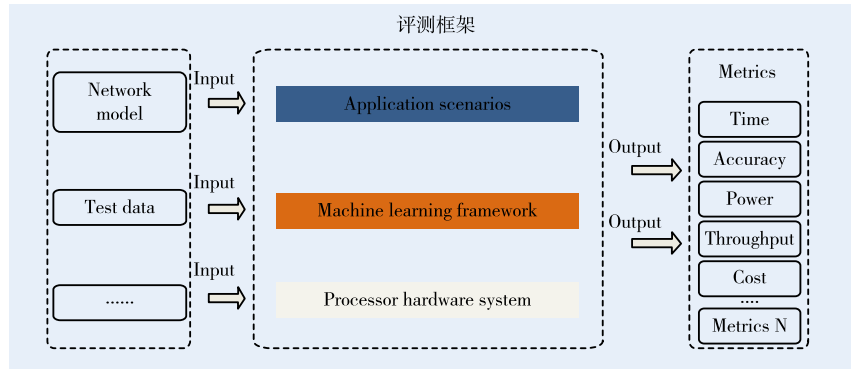 评测框架
Network
model
Input
Test data
Input
......
Input
Application scenarios
Machine learning framework
Processor hardware system
Output
Output
Metrics
Time
Accuracy
Power
Throughput
Cost
....
Metrics N